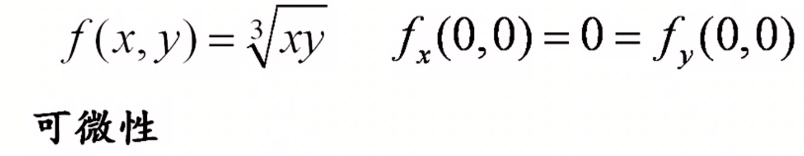 f(x, y) = ∛xy f_x(0,0) = 0 = f_y(0,0)
可微性